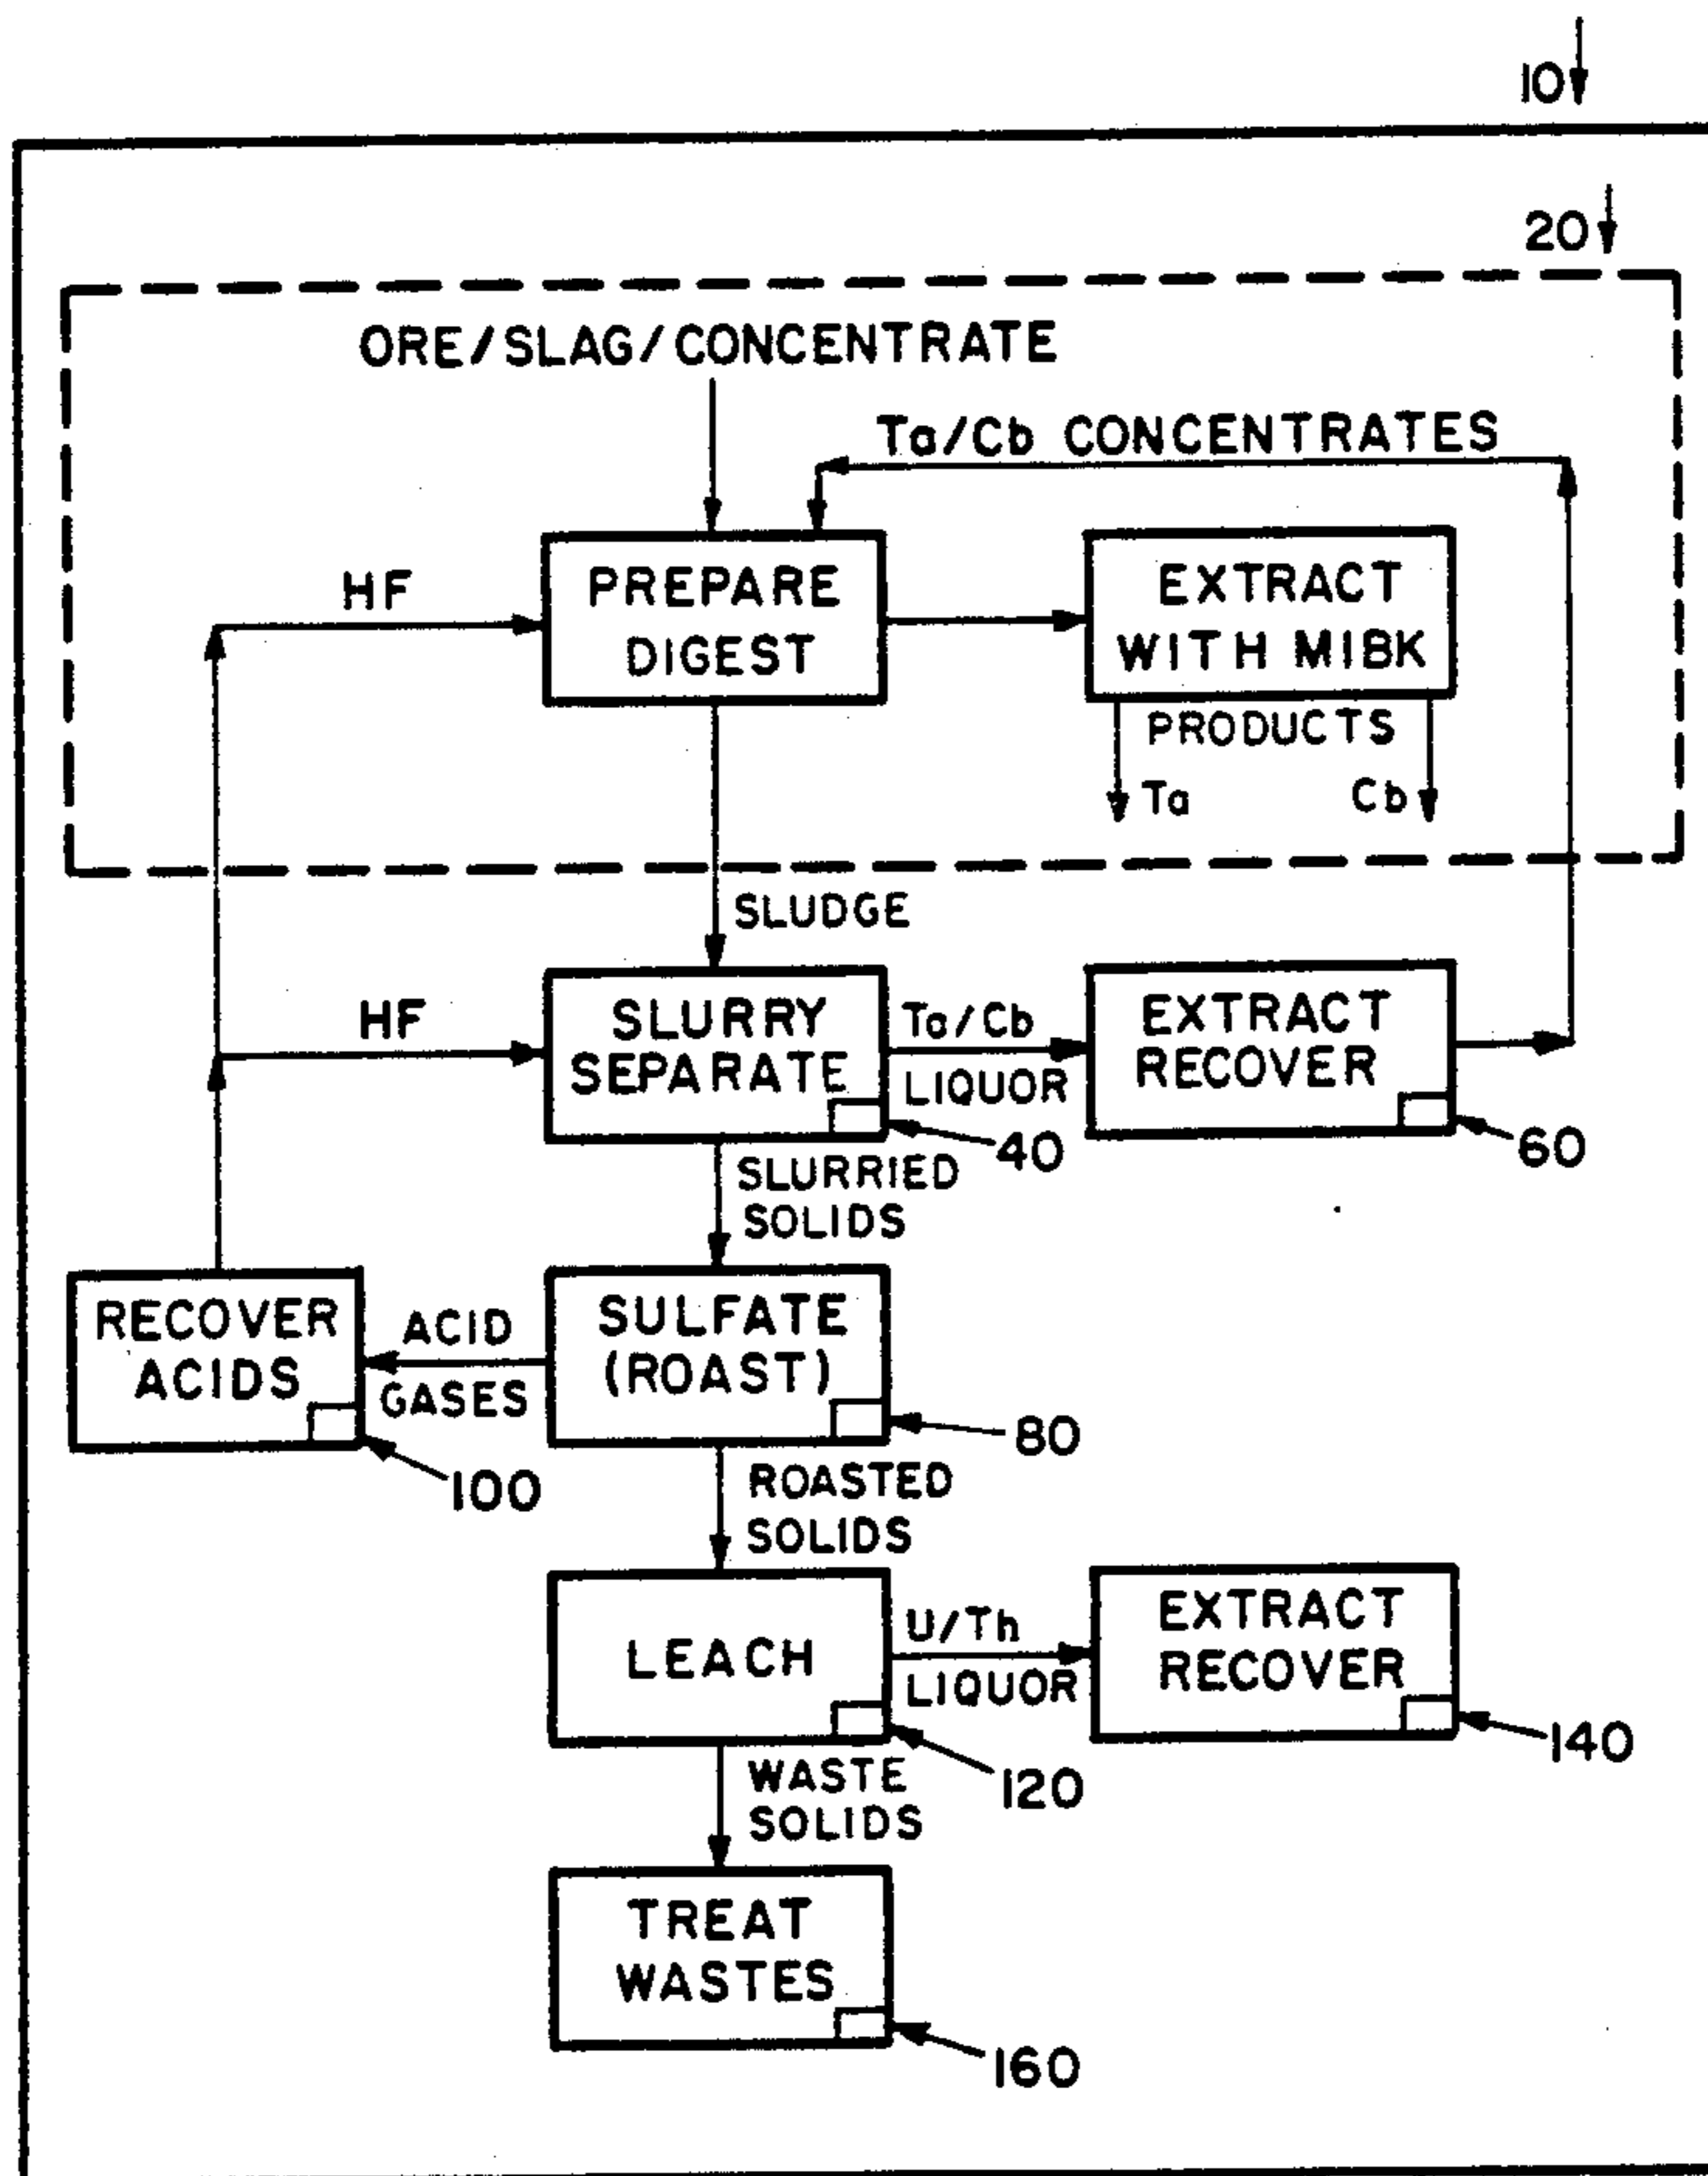 10
20
ORE/SLAG/CONCENTRATE
Ta/Cb CONCENTRATES
HF
PREPARE
DIGEST
EXTRACT
WITH MIBK
PRODUCTS
Ta
Cb
SLUDGE
HF
SLURRY
SEPARATE
40
Ta/Cb
LIQUOR
EXTRACT
RECOVER
60
SLURRIED
SOLIDS
RECOVER
ACIDS
100
ACID
GASES
SULFATE
(ROAST)
80
ROASTED
SOLIDS
LEACH
120
U/Th
LIQUOR
EXTRACT
RECOVER
140
WASTE
SOLIDS
TREAT
WASTES
160